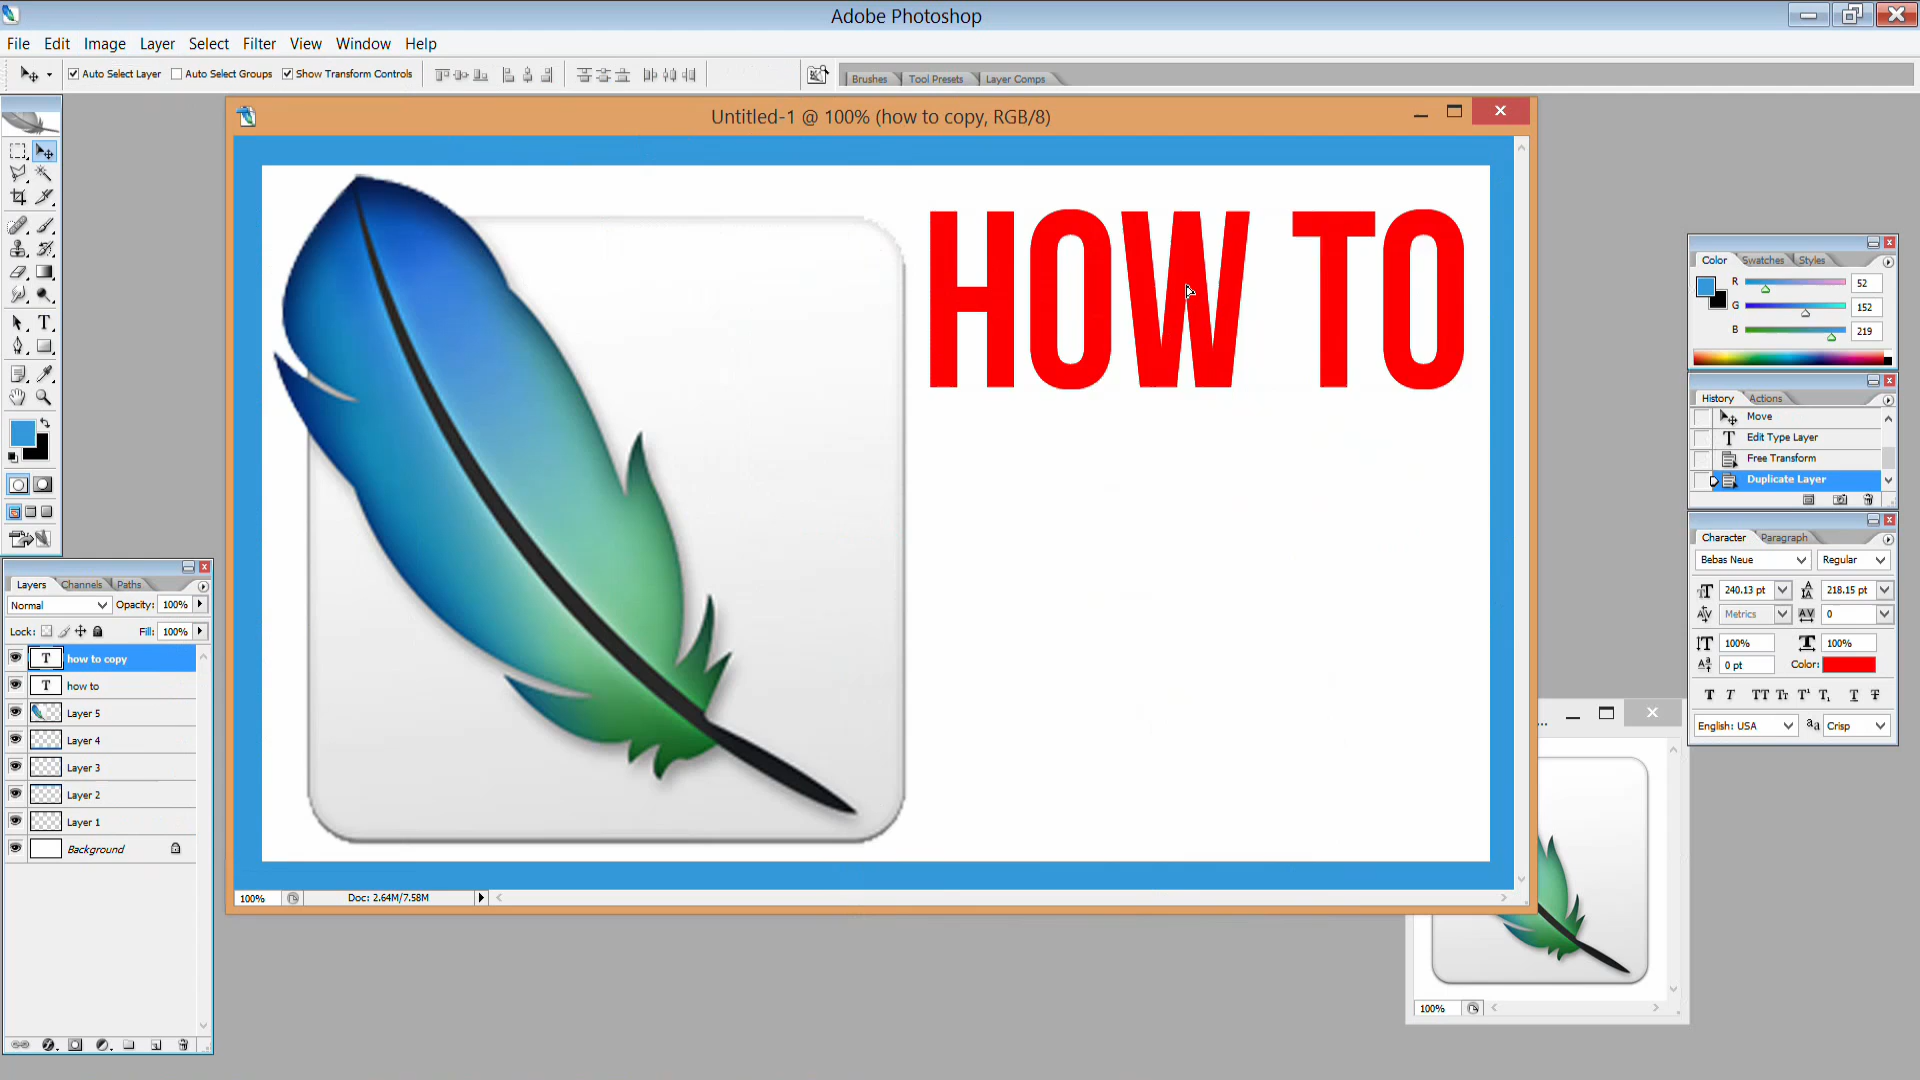 Adobe Photoshop
File Edit Image Layer Select Filter View Window Help
Auto Select Layer Auto Select Groups Show Transform Controls
Brushes Tool Presets Layer Comps
Untitled-1 @ 100% (how to copy, RGB/8)
HOW TO
100% Doc: 2.64M/7.58M
Layers Channels Paths
Normal Opacity: 100%
Lock: Fill: 100%
T how to copy
T how to
Layer 5
Layer 4
Layer 3
Layer 2
Layer 1
Background
Color Swatches Styles
R 52
G 152
B 219
History Actions
Move
Edit Type Layer
Free Transform
Duplicate Layer
Character Paragraph
Bebas Neue Regular
240.13 pt 218.15 pt
Metrics 0
100% 100%
0 pt Color:
T T TT Tr T¹ T, T T
English: USA aa Crisp
...
100%